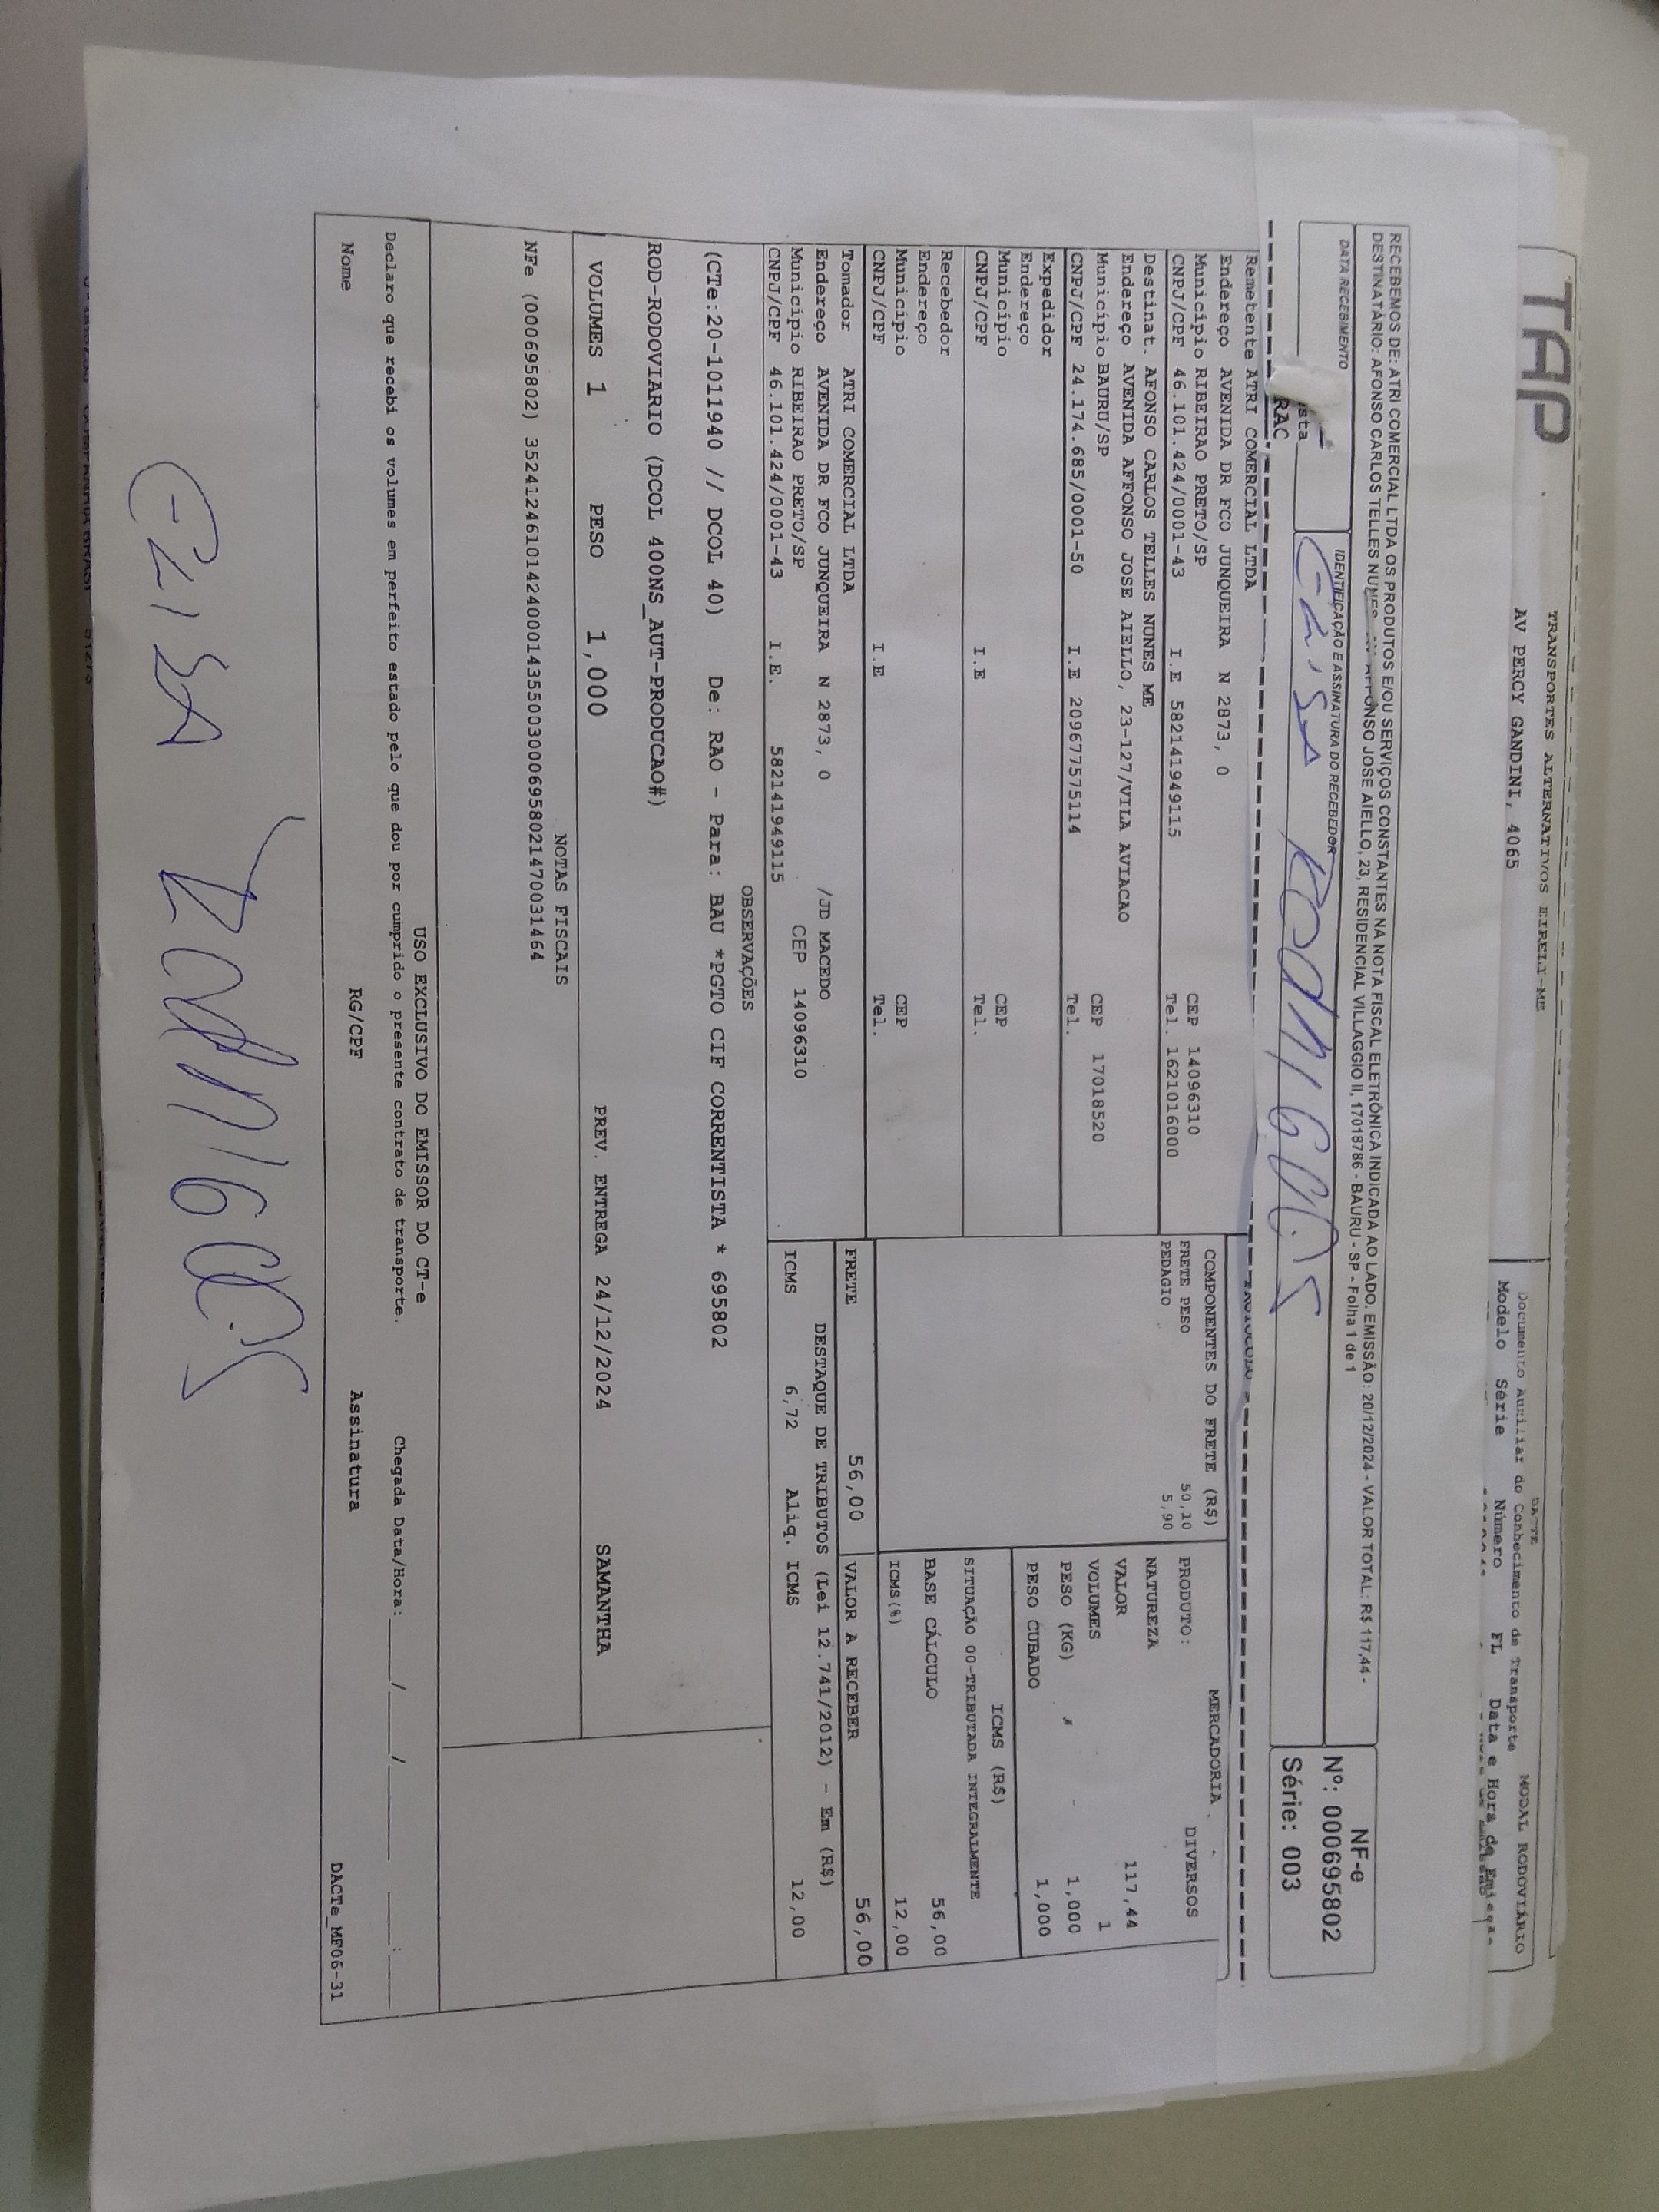 TAP
TRANSPORTES ALTERNATIVOS EIRELI-ME
AV PERCY GANDINI, 4065
DACTE
Documento Auxiliar do Conhecimento de Transporte
MODAL RODOVIÁRIO
Modelo Série Número FL Data e Hora de Emissão
RECEBEMOS DE: ATRI COMERCIAL LTDA OS PRODUTOS E/OU SERVIÇOS CONSTANTES NA NOTA FISCAL ELETRÔNICA INDICADA AO LADO. EMISSÃO: 20/12/2024 - VALOR TOTAL: R$ 117,44 -
DESTINATÁRIO: AFONSO CARLOS TELLES NUNES AFFONSO JOSE AIELLO, 23, RESIDENCIAL VILLAGGIO II, 17018786 - BAURU - SP - Folha 1 de 1
DATA RECEBIMENTO
IDENTIFICAÇÃO E ASSINATURA DO RECEBEDOR
ELISA
NF-e
Nº: 000695802
Série: 003
PROTOCOLO
Remetente ATRI COMERCIAL LTDA
Endereço AVENIDA DR FCO JUNQUEIRA N 2873, 0
Município RIBEIRAO PRETO/SP CEP 14096310
CNPJ/CPF 46.101.424/0001-43 I.E 582141949115 Tel. 1621016000
Destinat. AFONSO CARLOS TELLES NUNES ME
Endereço AVENIDA AFFONSO JOSE AIELLO, 23-127/VILA AVIACAO
Município BAURU/SP CEP 17018520
CNPJ/CPF 24.174.685/0001-50 I.E 209677575114 Tel.
Expedidor
Endereço
Município CEP
CNPJ/CPF I.E Tel.
Recebedor
Endereço
Município CEP
CNPJ/CPF I.E Tel.
Tomador ATRI COMERCIAL LTDA
Endereço AVENIDA DR FCO JUNQUEIRA N 2873, 0 /JD MACEDO
Município RIBEIRAO PRETO/SP CEP 14096310
CNPJ/CPF 46.101.424/0001-43 I.E. 582141949115
COMPONENTES DO FRETE (R$)
FRETE PESO 50,10
PEDAGIO 5,90
MERCADORIA
PRODUTO: DIVERSOS
NATUREZA
VALOR 117,44
VOLUMES 1
PESO (KG) 1,000
PESO CUBADO 1,000
ICMS (R$)
SITUAÇÃO 00-TRIBUTADA INTEGRALMENTE
BASE CÁLCULO 56,00
ICMS(%) 12,00
FRETE 56,00
VALOR A RECEBER 56,00
DESTAQUE DE TRIBUTOS (Lei 12.741/2012) - Em (R$)
ICMS 6,72 Aliq. ICMS 12,00
OBSERVAÇÕES
(CTe:20-1011940 // DCOL 40) De: RAO - Para: BAU *PGTO CIF CORRENTISTA * 695802
ROD-RODOVIARIO (DCOL 400NS_AUT-PRODUCAO#)
VOLUMES 1 PESO 1,000 PREV. ENTREGA 24/12/2024 SAMANTHA
NOTAS FISCAIS
NFe (000695802) 35241246101424000143550030006958021470031464
USO EXCLUSIVO DO EMISSOR DO CT-e
Declaro que recebi os volumes em perfeito estado pelo que dou por cumprido o presente contrato de transporte. Chegada Data/Hora: ____/____/______ ____:____
Nome RG/CPF Assinatura DACTe_MF06-31
ELISA